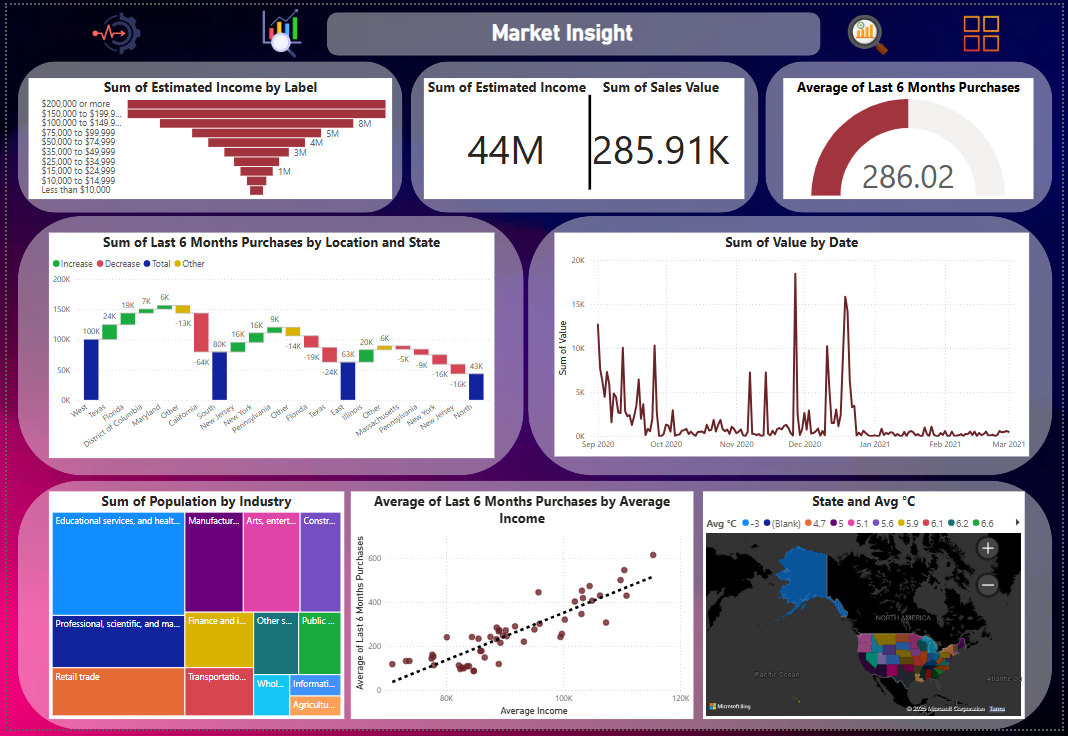 Market Insight
Sum of Estimated Income by Label
$200,000 or more
$150,000 to $199,9...
$100,000 to $149,9...
8M
$75,000 to $99,999
5M
$50,000 to $74,999
4M
$35,000 to $49,999
3M
$25,000 to $34,999
$15,000 to $24,999
1M
$10,000 to $14,999
Less than $10,000
Sum of Estimated Income
44M
Sum of Sales Value
285.91K
Average of Last 6 Months Purchases
286.02
Sum of Last 6 Months Purchases by Location and State
Increase Decrease Total Other
200K
150K
100K
50K
0K
100K
24K
19K
7K
6K
-13K
-64K
80K
16K
16K
9K
-14K
-19K
-24K
63K
20K
6K
-5K
-9K
-16K
-16K
43K
West
Texas
Florida
District of Columbia
Maryland
Other
California
South
New Jersey
New York
Pennsylvania
Other
Florida
Texas
East
Illinois
Other
Massachusetts
Pennsylvania
New York
New Jersey
North
Sum of Value by Date
Sum of Value
20K
15K
10K
5K
0K
Sep 2020
Oct 2020
Nov 2020
Dec 2020
Jan 2021
Feb 2021
Mar 2021
Sum of Population by Industry
Educational services, and healt...
Manufactur...
Arts, entert...
Constr...
Professional, scientific, and ma...
Finance and i...
Other s...
Public ...
Retail trade
Transportatio...
Whol...
Informati...
Agricultu...
Average of Last 6 Months Purchases by Average
Income
Average of Last 6 Months Purchases
600
400
200
0
80K
100K
120K
Average Income
State and Avg °C
Avg °C -3 (Blank) 4.7 5 5.1 5.6 5.9 6.1 6.2 6.6
NORTH AMERICA
Pacific Ocean
Atlantic O
Microsoft Bing
© 2025 Microsoft Corporation Terms